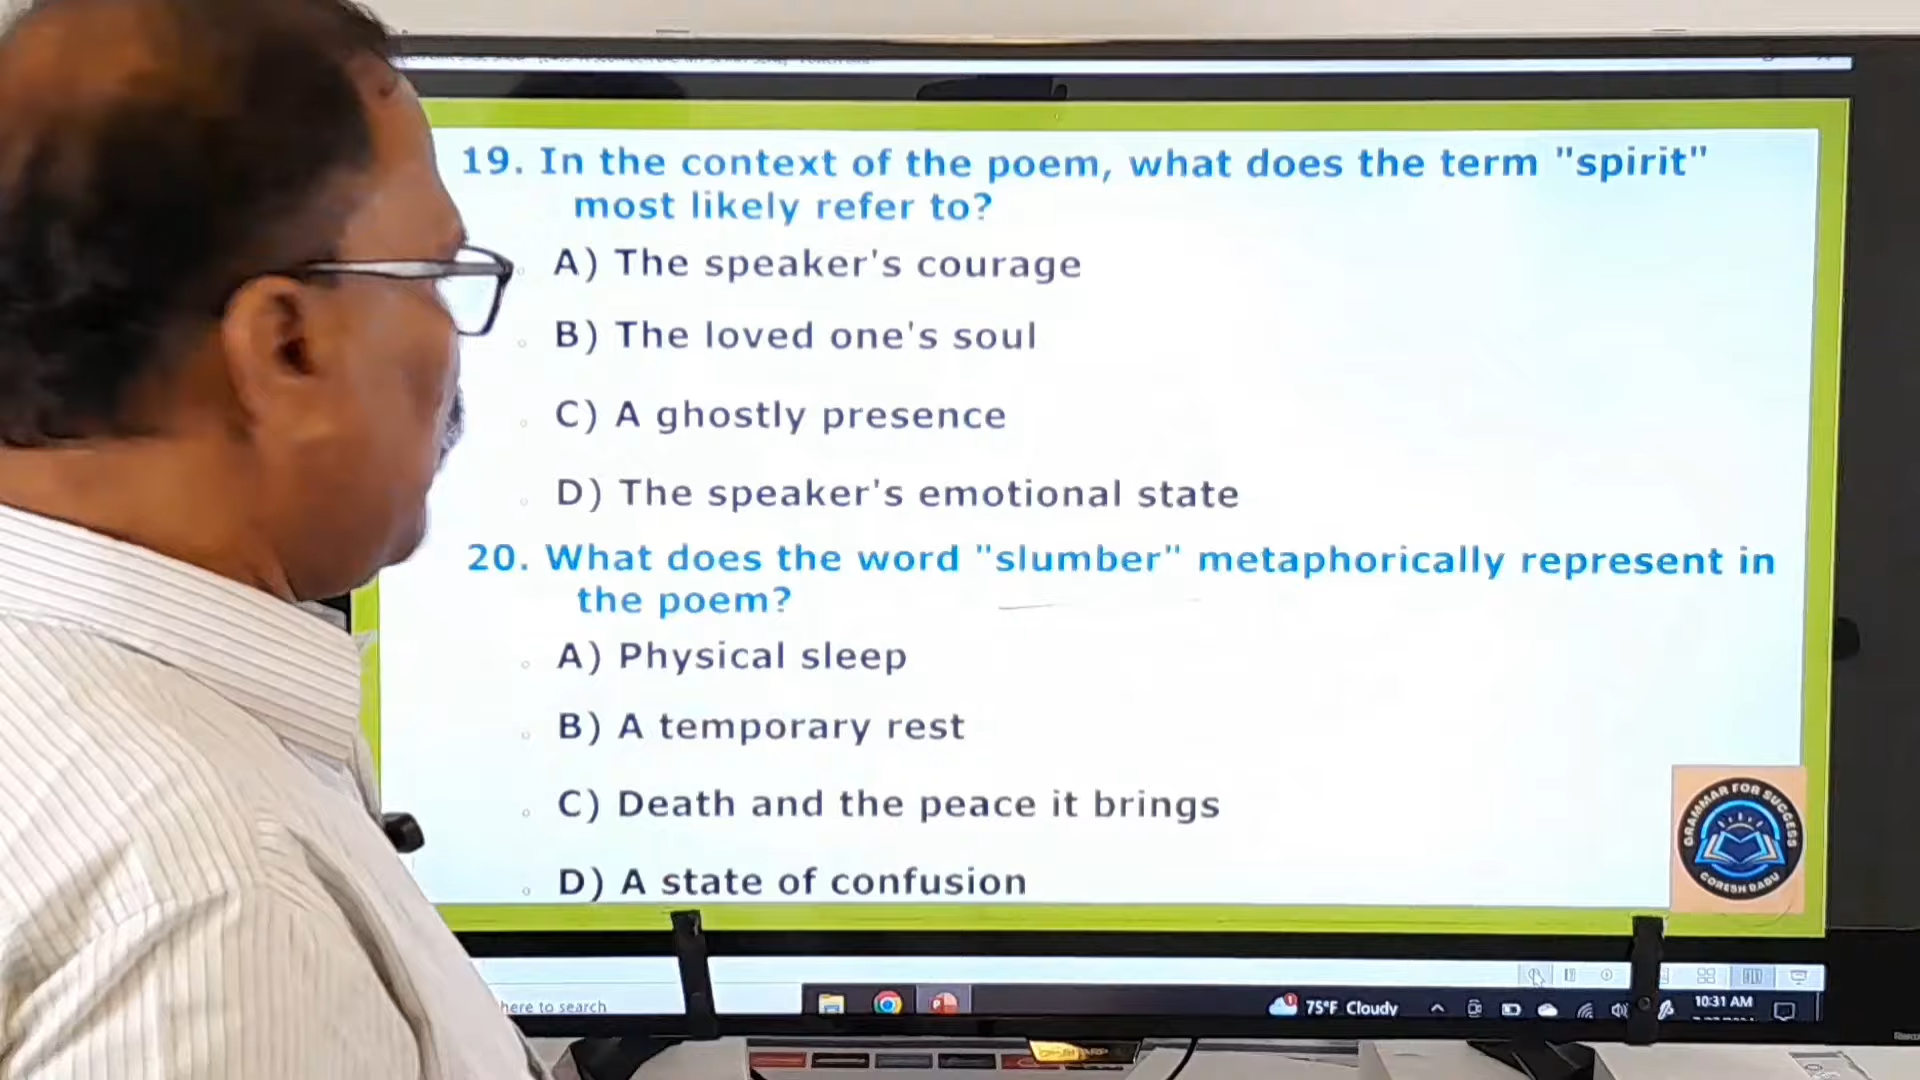 19. In the context of the poem, what does the term "spirit"
most likely refer to?
A) The speaker's courage
B) The loved one's soul
C) A ghostly presence
D) The speaker's emotional state
20. What does the word "slumber" metaphorically represent in
the poem?
A) Physical sleep
B) A temporary rest
C) Death and the peace it brings
D) A state of confusion
GRAMMAR FOR SUCCESS
here to search
75°F Cloudy
10:31 AM